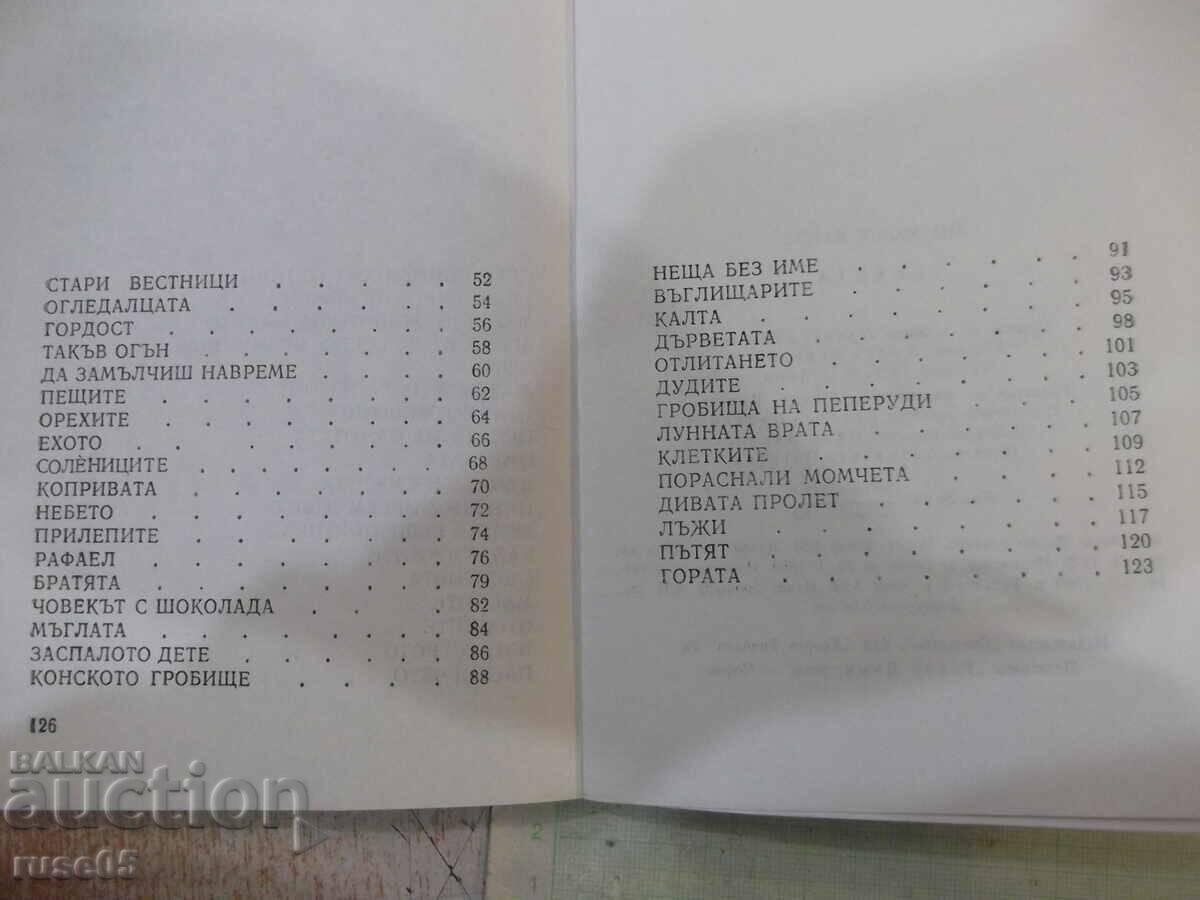 СТАРИ ВЕСТНИЦИ . . . . . 52
ОГЛЕДАЛЦАТА . . . . . . . 54
ГОРДОСТ . . . . . . . . . 56
ТАКЪВ ОГЪН . . . . . . . 58
ДА ЗАМЪЛЧИШ НАВРЕМЕ . . . . 60
ПЕЩИТЕ . . . . . . . . . 62
ОРЕХИТЕ . . . . . . . . 64
ЕХОТО . . . . . . . . . 66
СОЛЀНИЦИТЕ . . . . . . . 68
КОПРИВАТА . . . . . . . 70
НЕБЕТО . . . . . . . . . 72
ПРИЛЕПИТЕ . . . . . . . 74
РАФАЕЛ . . . . . . . . . 76
БРАТЯТА . . . . . . . . 79
ЧОВЕКЪТ С ШОКОЛАДА . . . . 82
МЪГЛАТА . . . . . . . . 84
ЗАСПАЛОТО ДЕТЕ . . . . . . 86
КОНСКОТО ГРОБИЩЕ . . . . . 88
126
НЕЩА БЕЗ ИМЕ . . . . . . 91
ВЪГЛИЩАРИТЕ . . . . . . . 93
КАЛТА . . . . . . . . . 95
ДЪРВЕТАТА . . . . . . . 98
ОТЛИТАНЕТО . . . . . . . 101
ДУДИТЕ . . . . . . . . . 103
ГРОБИЩА НА ПЕПЕРУДИ . . . . 105
ЛУННАТА ВРАТА . . . . . . 107
КЛЕТКИТЕ . . . . . . . . 109
ПОРАСНАЛИ МОМЧЕТА . . . . . 112
ДИВАТА ПРОЛЕТ . . . . . . 115
ЛЪЖИ . . . . . . . . . 117
ПЪТЯТ . . . . . . . . . 120
ГОРАТА . . . . . . . . . 123
BALKAN
auction
ruse05
2
1